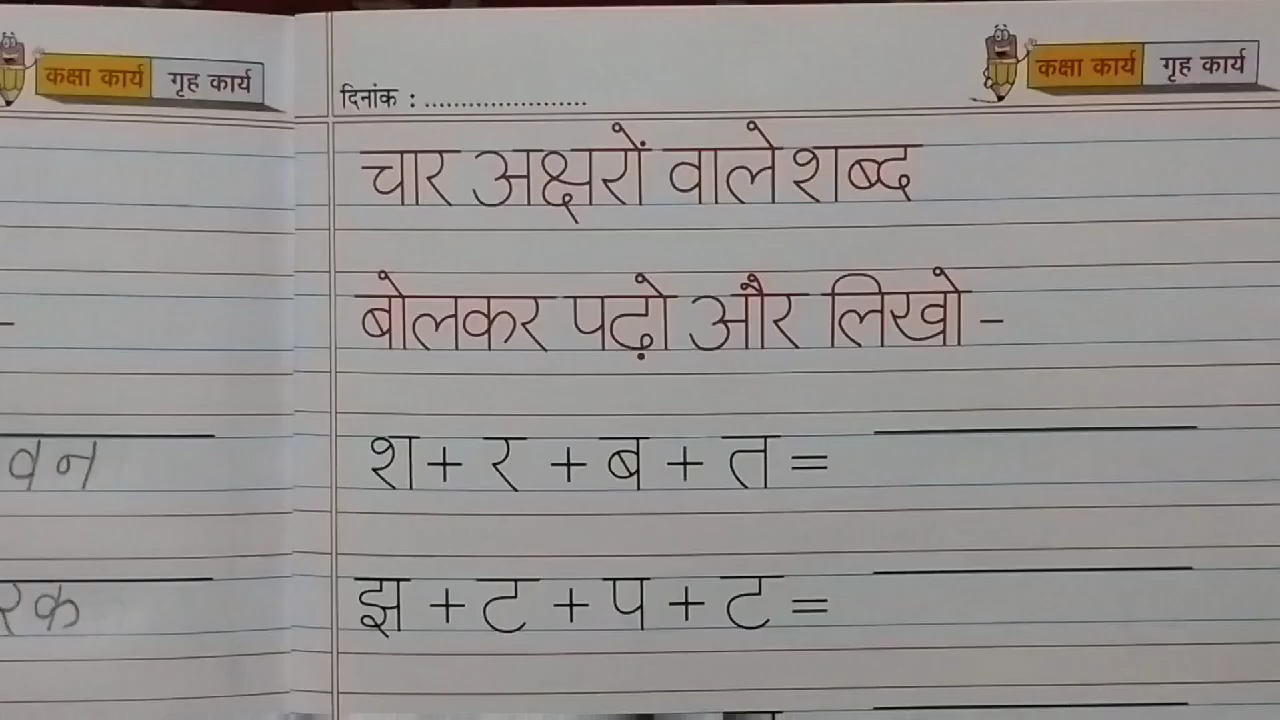 कक्षा कार्य गृह कार्य
वन
रक
दिनांक : ........................
कक्षा कार्य गृह कार्य
चार अक्षरों वाले शब्द
बोलकर पढ़ो और लिखो -
श + र + ब + त =
झ + ट + प + ट =